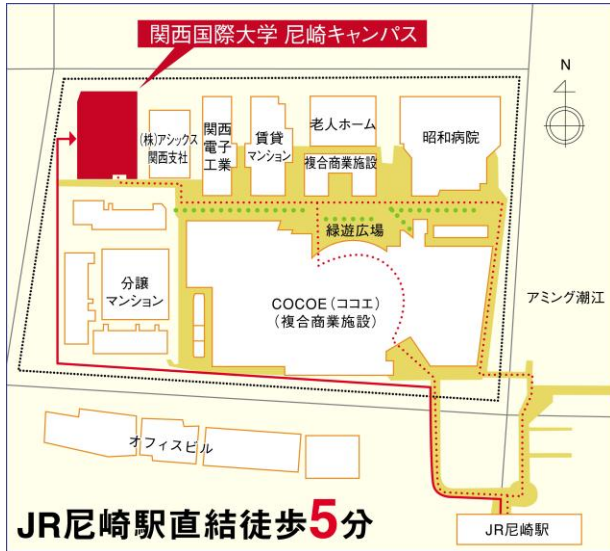 関西国際大学 尼崎キャンパス
N
(株)アシックス
関西支社
関西
電子
工業
賃貸
マンション
老人ホーム
複合商業施設
昭和病院
緑遊広場
分譲
マンション
COCOE(ココエ)
(複合商業施設)
アミング潮江
オフィスビル
JR尼崎駅直結徒歩5分
JR尼崎駅